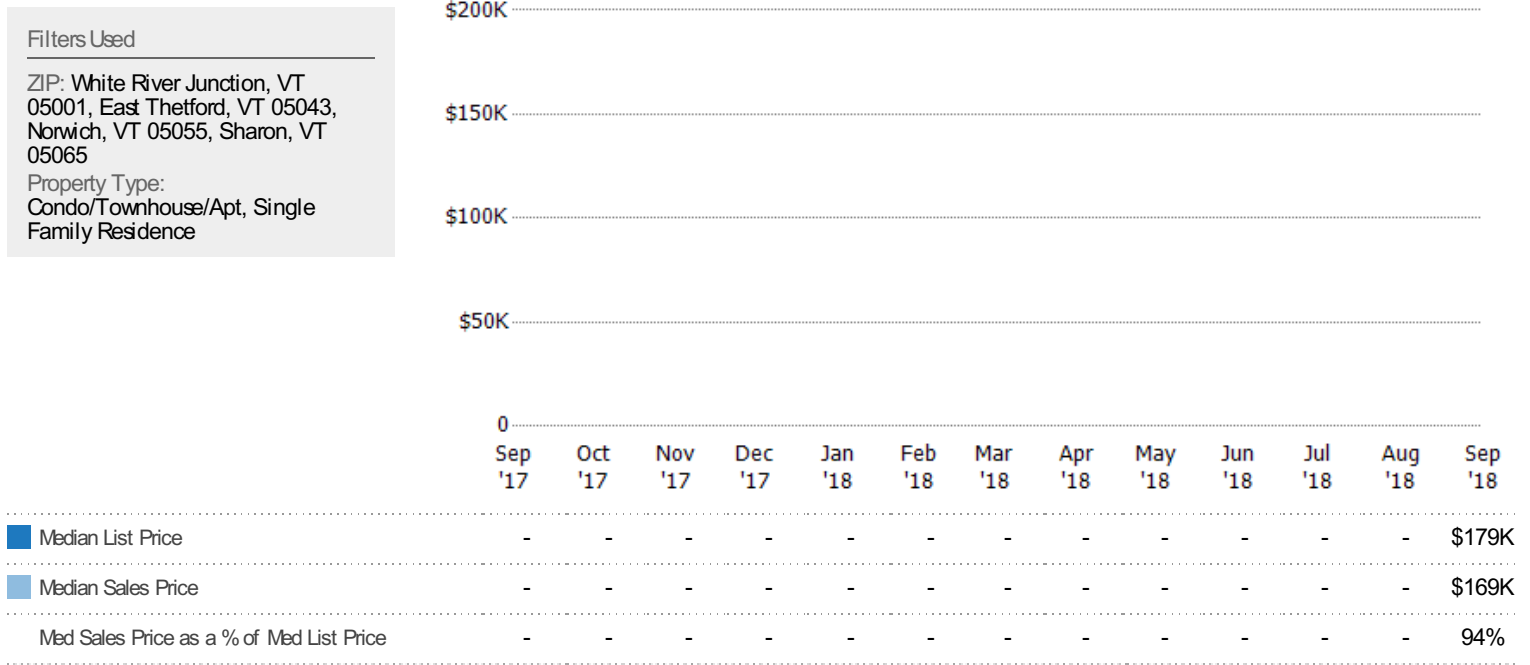 Filters Used
ZIP: White River Junction, VT
05001, East Thetford, VT 05043,
Norwich, VT 05055, Sharon, VT
05065
Property Type:
Condo/Townhouse/Apt, Single
Family Residence
$200K
$150K
$100K
$50K
0
Sep Oct Nov Dec Jan Feb Mar Apr May Jun Jul Aug Sep
'17 '17 '17 '17 '18 '18 '18 '18 '18 '18 '18 '18 '18
Median List Price - - - - - - - - - - - - $179K
Median Sales Price - - - - - - - - - - - - $169K
Med Sales Price as a % of Med List Price - - - - - - - - - - - - 94%